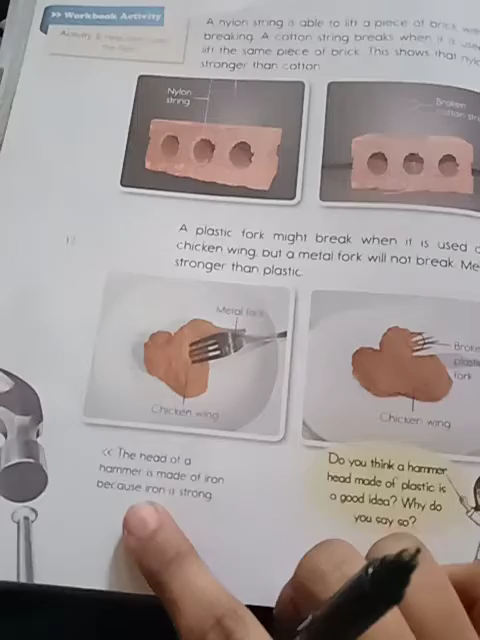 >> Workbook Activity
A nylon string is able to lift a piece of brick
breaking. A cotton string breaks when it is
lift the same piece of brick. This shows that
stronger than cotton.
Nylon
string
Broken
cotton
A plastic fork might break when it is used
chicken wing, but a metal fork will not break.
stronger than plastic.
Metal fork
Chicken wing
plastic
fork
Chicken wing
<< The head of a
hammer is made of iron
because iron is strong.
Do you think a hammer
head made of plastic is
a good idea? Why do
you say so?